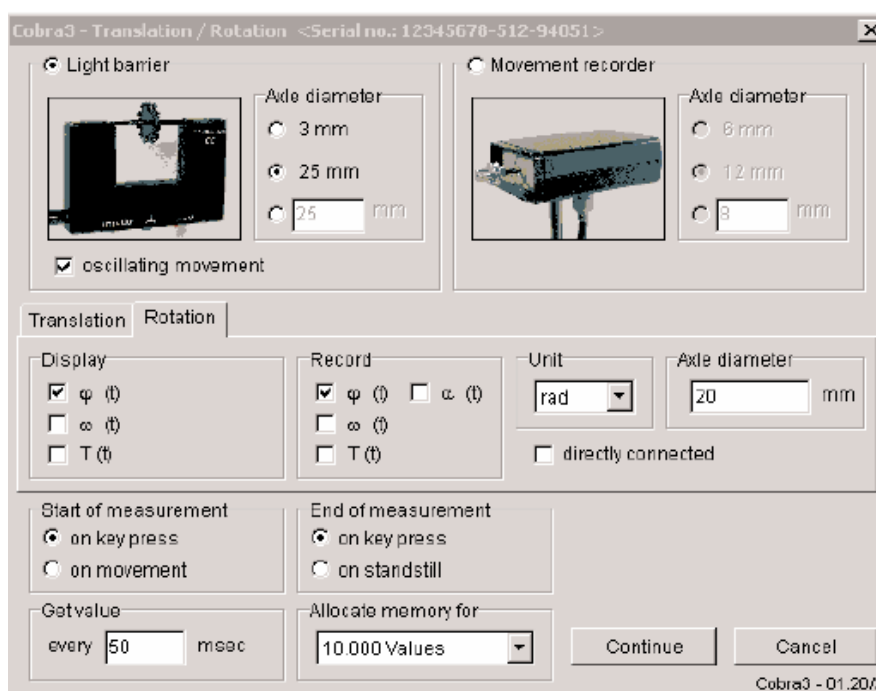 Cobra3 - Translation / Rotation <Serial no.: 12345678-512-94051>
Light barrier
Axle diameter
3 mm
25 mm
25 mm
oscillating movement
Movement recorder
Axle diameter
6 mm
12 mm
8 mm
Translation Rotation
Display
φ (t)
ω (t)
T (t)
Record
φ (t) α (t)
ω (t)
T (t)
Unit
rad
Axle diameter
20 mm
directly connected
Start of measurement
on key press
on movement
End of measurement
on key press
on standstill
Get value
every 50 msec
Allocate memory for
10.000 Values
Continue Cancel
Cobra3 - 01.20/